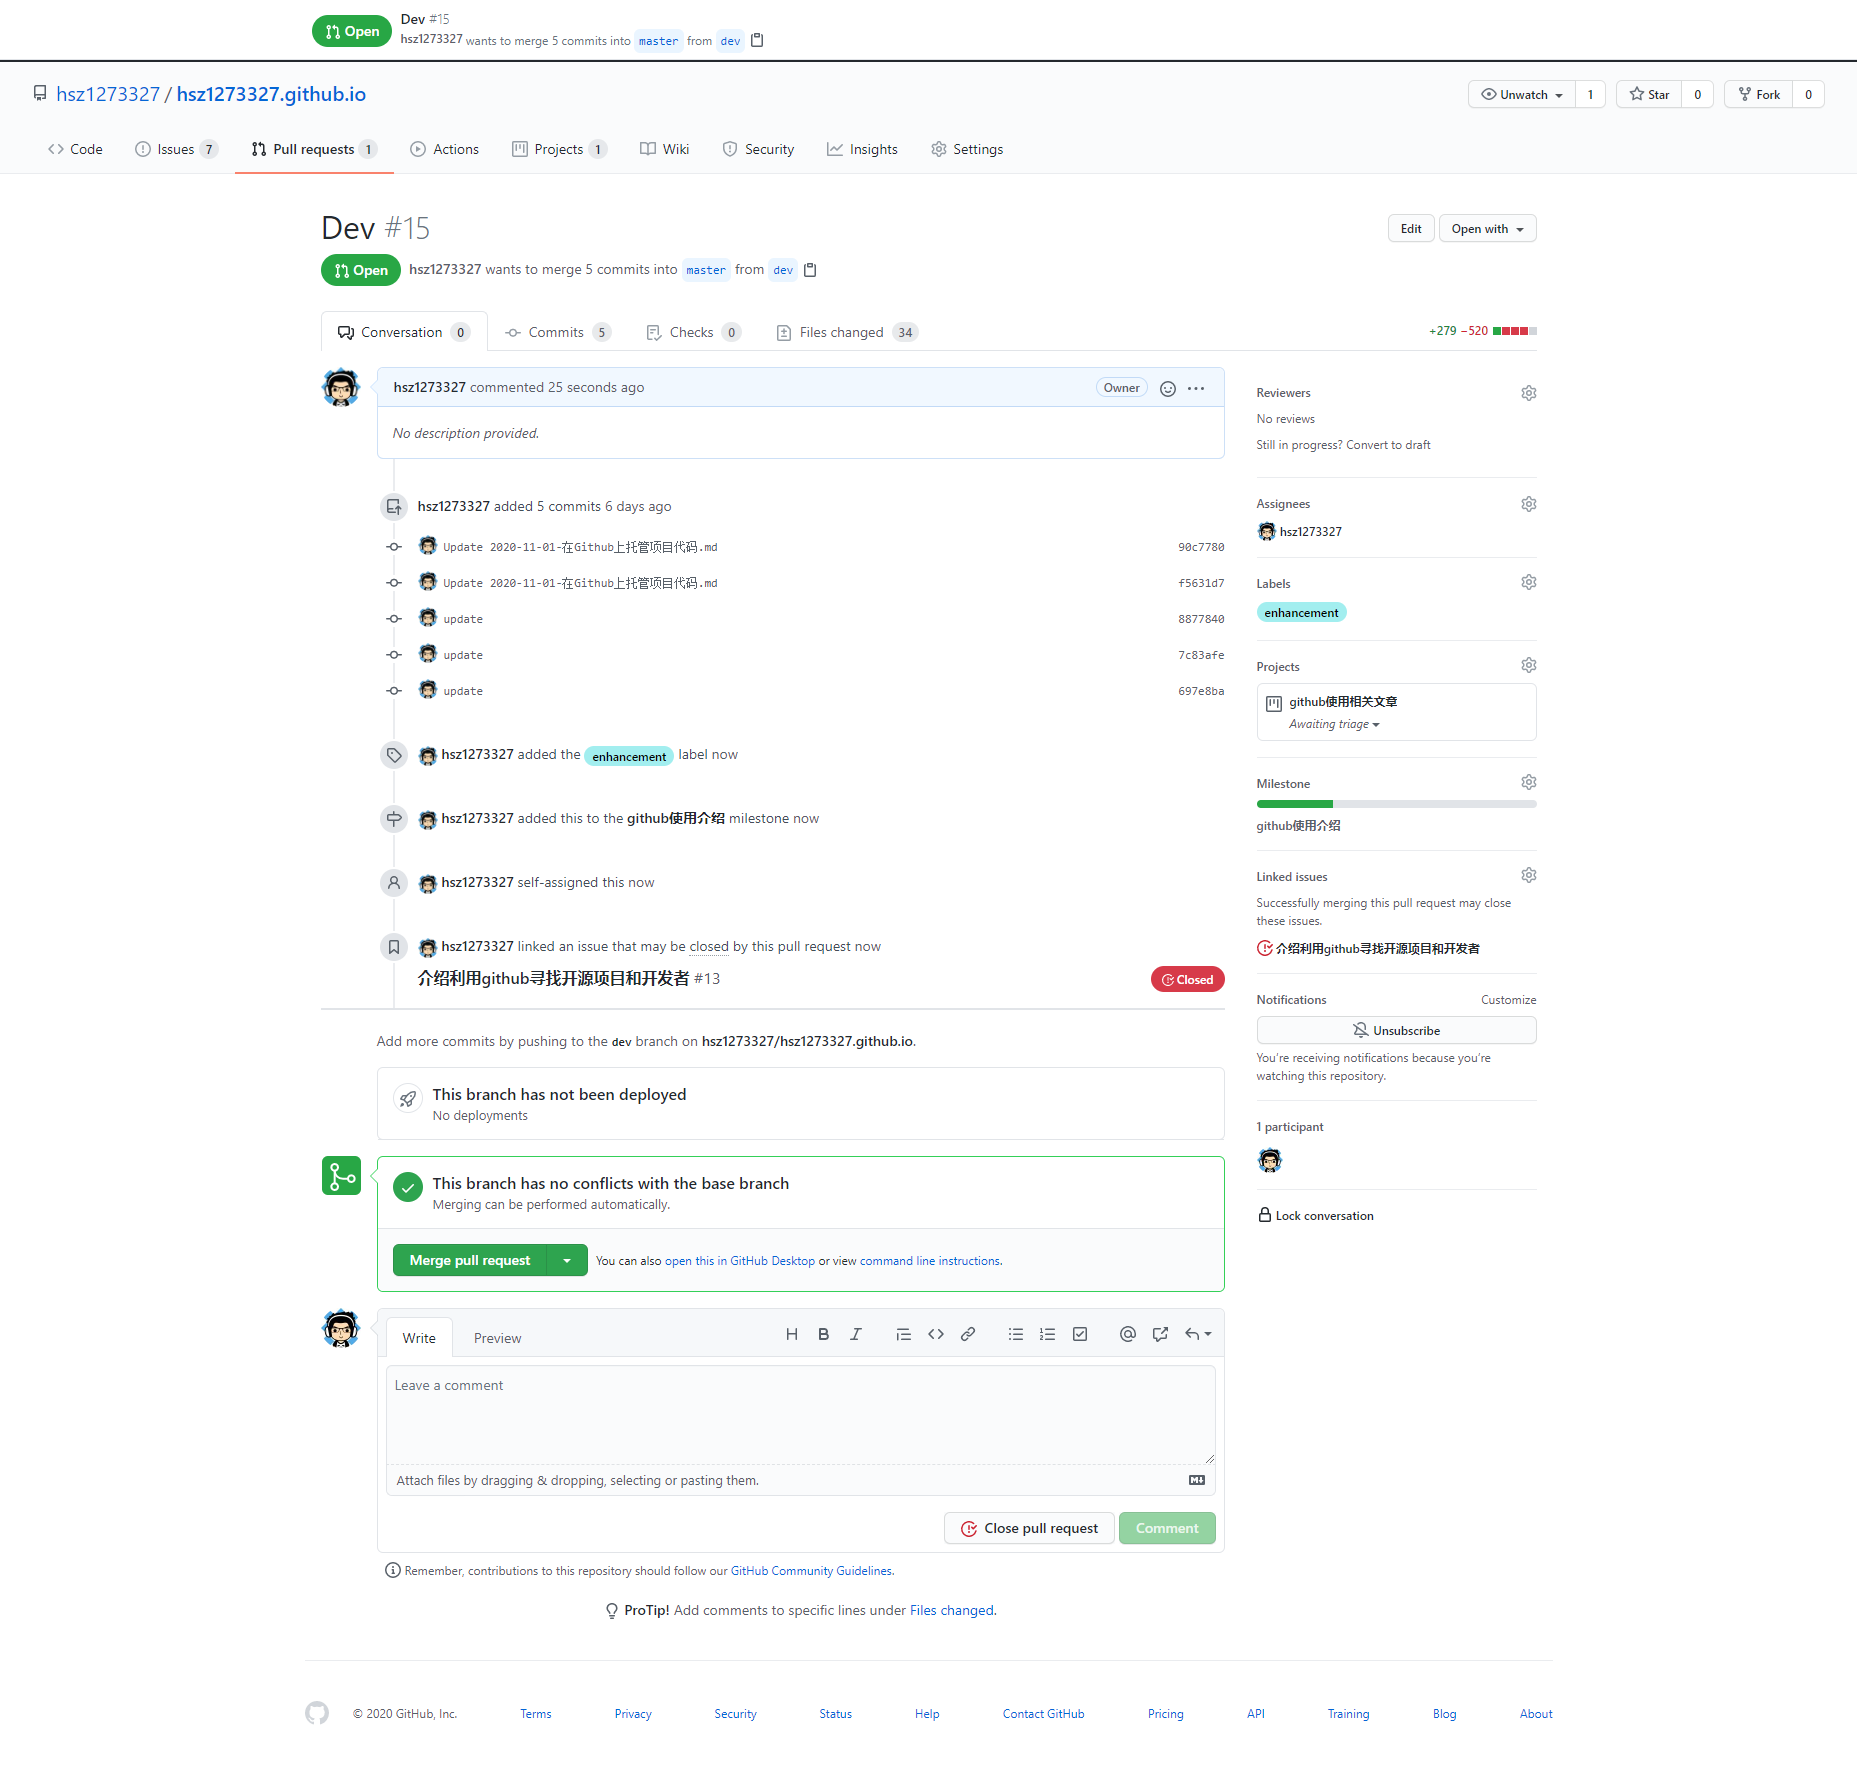 Open
Dev #15
hsz1273327 wants to merge 5 commits into master from dev
hsz1273327 / hsz1273327.github.io
Unwatch 1
Star 0
Fork 0
Code
Issues 7
Pull requests 1
Actions
Projects 1
Wiki
Security
Insights
Settings
Dev #15
Edit
Open with
Open
hsz1273327 wants to merge 5 commits into master from dev
Conversation 0
Commits 5
Checks 0
Files changed 34
+279 −520
hsz1273327 commented 25 seconds ago
Owner
No description provided.
hsz1273327 added 5 commits 6 days ago
Update 2020-11-01-在Github上托管项目代码.md 90c7780
Update 2020-11-01-在Github上托管项目代码.md f5631d7
update 8877840
update 7c83afe
update 697e8ba
hsz1273327 added the enhancement label now
hsz1273327 added this to the github使用介绍 milestone now
hsz1273327 self-assigned this now
hsz1273327 linked an issue that may be closed by this pull request now
介绍利用github寻找开源项目和开发者 #13
Closed
Add more commits by pushing to the dev branch on hsz1273327/hsz1273327.github.io.
This branch has not been deployed
No deployments
This branch has no conflicts with the base branch
Merging can be performed automatically.
Merge pull request
You can also open this in GitHub Desktop or view command line instructions.
Write
Preview
Leave a comment
Attach files by dragging & dropping, selecting or pasting them.
Close pull request
Comment
Remember, contributions to this repository should follow our GitHub Community Guidelines.
ProTip! Add comments to specific lines under Files changed.
Reviewers
No reviews
Still in progress? Convert to draft
Assignees
hsz1273327
Labels
enhancement
Projects
github使用相关文章
Awaiting triage
Milestone
github使用介绍
Linked issues
Successfully merging this pull request may close
these issues.
介绍利用github寻找开源项目和开发者
Notifications
Customize
Unsubscribe
You're receiving notifications because you're
watching this repository.
1 participant
Lock conversation
© 2020 GitHub, Inc.
Terms
Privacy
Security
Status
Help
Contact GitHub
Pricing
API
Training
Blog
About